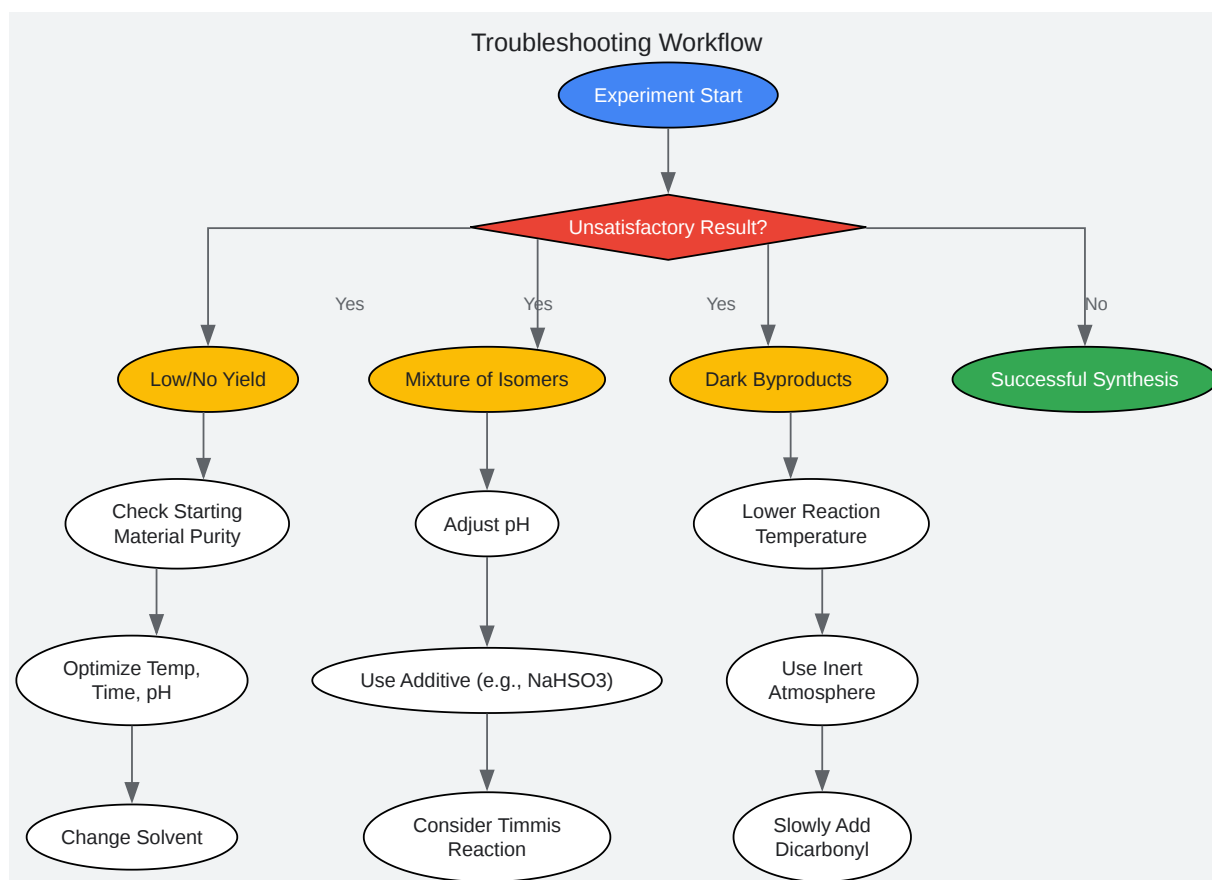 Troubleshooting Workflow
Experiment Start
Unsatisfactory Result?
Yes
Yes
Yes
No
Low/No Yield
Mixture of Isomers
Dark Byproducts
Successful Synthesis
Check Starting
Material Purity
Adjust pH
Lower Reaction
Temperature
Optimize Temp,
Time, pH
Use Additive (e.g., NaHSO3)
Use Inert
Atmosphere
Change Solvent
Consider Timmis
Reaction
Slowly Add
Dicarbonyl